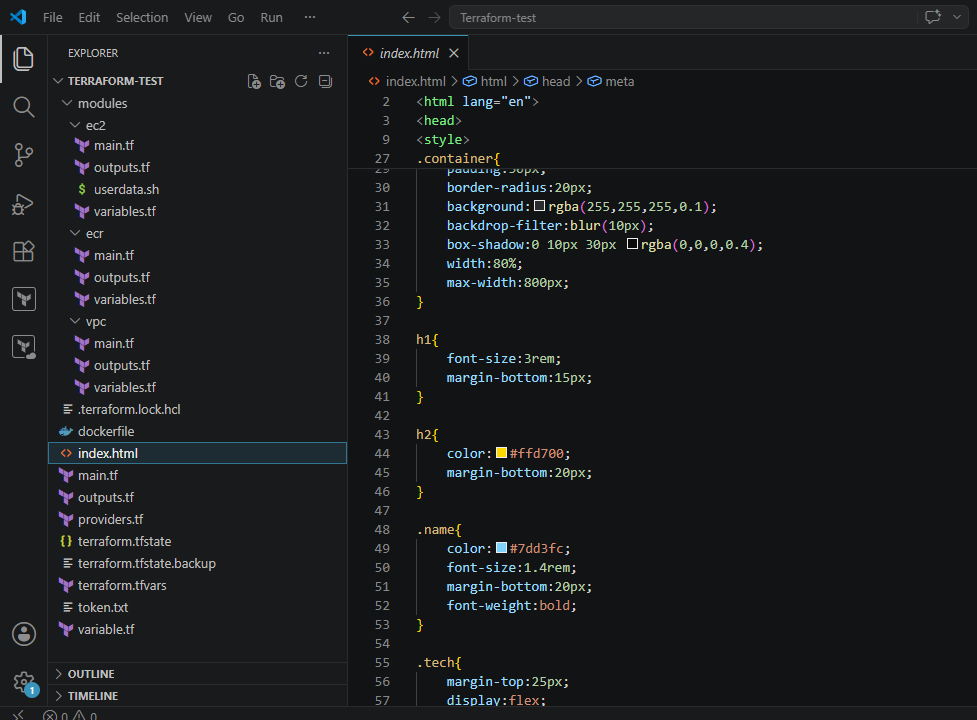 File Edit Selection View Go Run ···
Terraform-test
EXPLORER ···
TERRAFORM-TEST
modules
ec2
main.tf
outputs.tf
$ userdata.sh
variables.tf
ecr
main.tf
outputs.tf
variables.tf
vpc
main.tf
outputs.tf
variables.tf
.terraform.lock.hcl
dockerfile
<> index.html
main.tf
outputs.tf
providers.tf
{} terraform.tfstate
terraform.tfstate.backup
terraform.tfvars
token.txt
variable.tf
OUTLINE
TIMELINE
1
0 0
<> index.html
<> index.html > html > head > meta
2 <html lang="en">
3 <head>
9 <style>
27 .container{
29 padding:50px;
30 border-radius:20px;
31 background:rgba(255,255,255,0.1);
32 backdrop-filter:blur(10px);
33 box-shadow:0 10px 30px rgba(0,0,0,0.4);
34 width:80%;
35 max-width:800px;
36 }
37
38 h1{
39 font-size:3rem;
40 margin-bottom:15px;
41 }
42
43 h2{
44 color:#ffd700;
45 margin-bottom:20px;
46 }
47
48 .name{
49 color:#7dd3fc;
50 font-size:1.4rem;
51 margin-bottom:20px;
52 font-weight:bold;
53 }
54
55 .tech{
56 margin-top:25px;
57 display:flex;